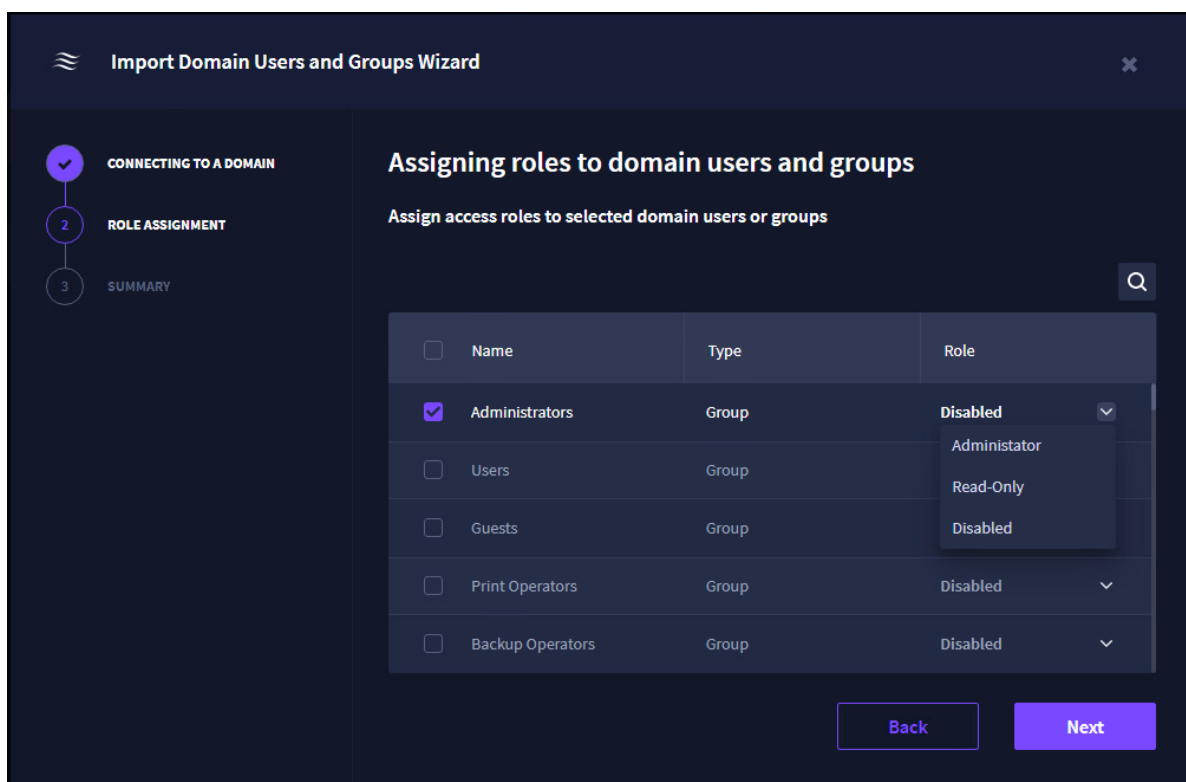 Import Domain Users and Groups Wizard
CONNECTING TO A DOMAIN
2 ROLE ASSIGNMENT
3 SUMMARY
Assigning roles to domain users and groups
Assign access roles to selected domain users or groups
Name Type Role
Administrators Group Disabled
Administator
Users Group
Read-Only
Guests Group Disabled
Print Operators Group Disabled
Backup Operators Group Disabled
Back Next